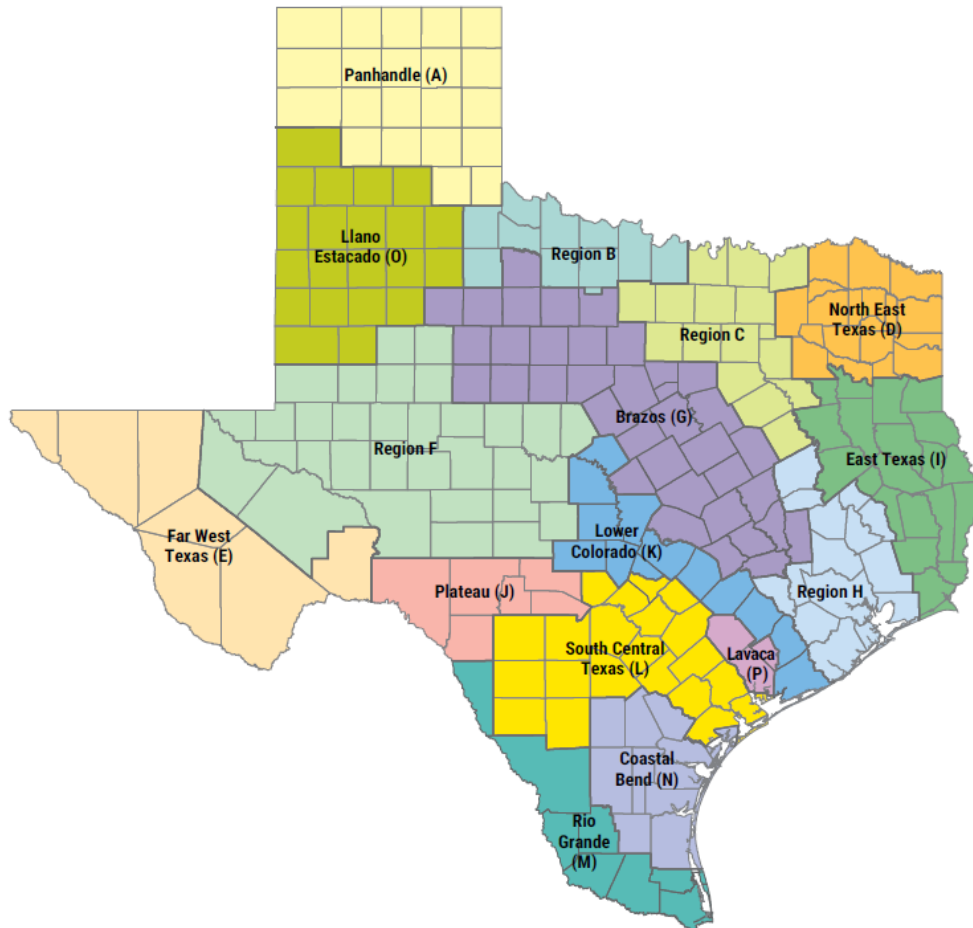 Panhandle (A)
Llano
Estacado (O)
Region B
North East
Texas (D)
Region C
Brazos (G)
Region F
East Texas (I)
Lower
Colorado (K)
Far West
Texas (E)
Plateau (J)
Region H
South Central
Texas (L)
Lavaca
(P)
Coastal
Bend (N)
Rio
Grande
(M)